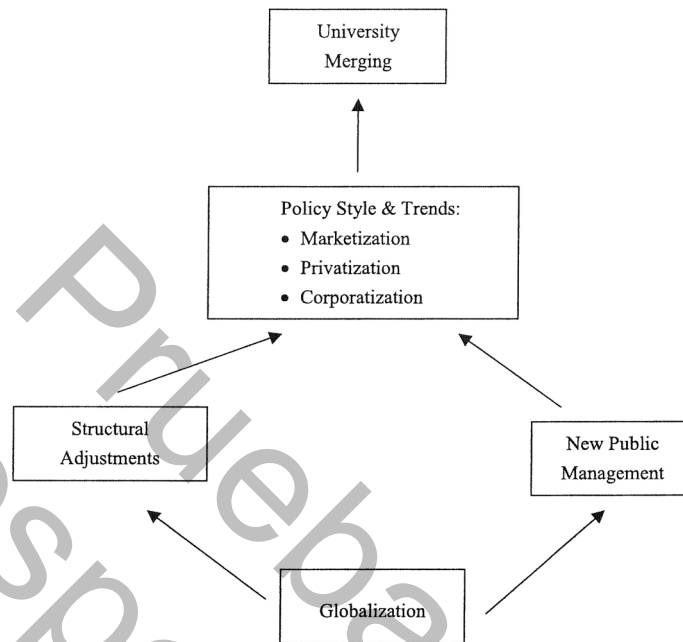 University
Merging
Policy Style & Trends:
• Marketization
• Privatization
• Corporatization
Structural
Adjustments
New Public
Management
Globalization
Prueba